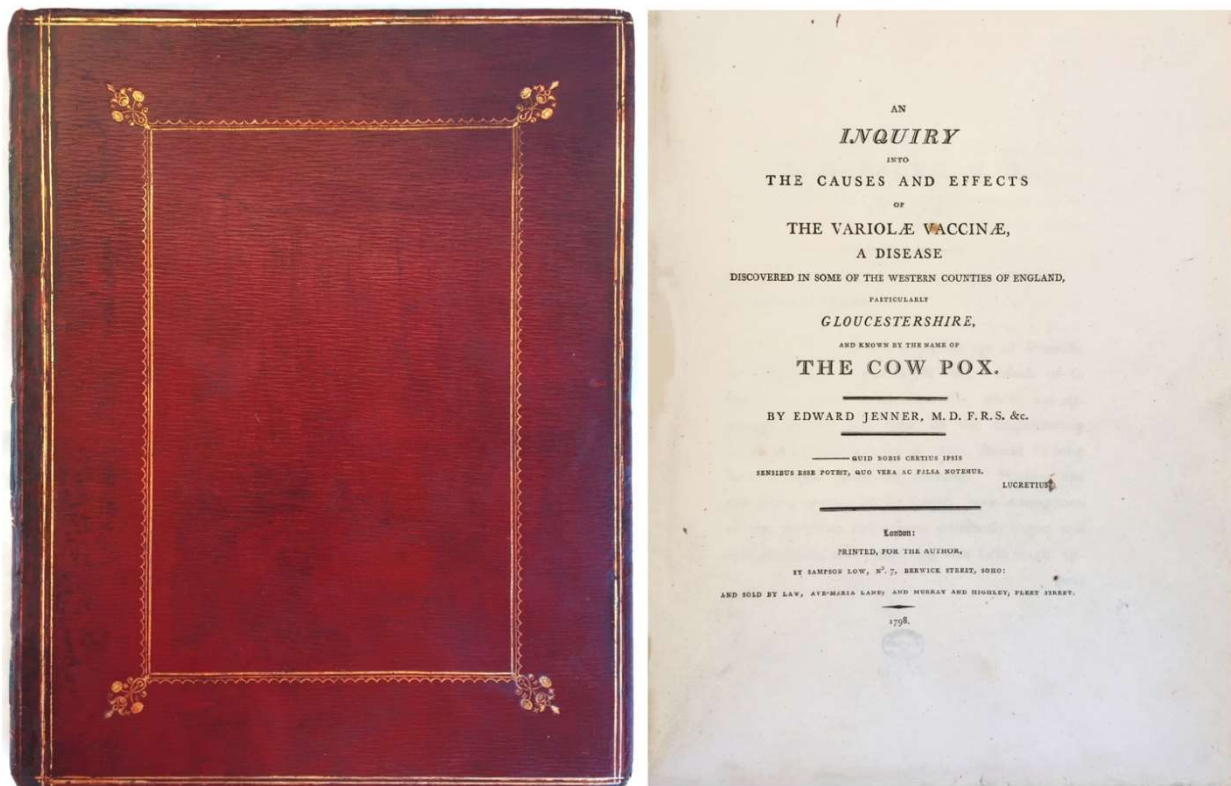 AN
INQUIRY
INTO
THE CAUSES AND EFFECTS
OF
THE VARIOLÆ VACCINÆ,
A DISEASE
DISCOVERED IN SOME OF THE WESTERN COUNTIES OF ENGLAND,
PARTICULARLY
GLOUCESTERSHIRE,
AND KNOWN BY THE NAME OF
THE COW POX.
BY EDWARD JENNER, M.D. F.R.S. &c.
QUID NOBIS CERTIUS IPSIS
SENSIBUS ESSE POTEST, QUO VERA AC FALSA NOTEMUS.
LUCRETIUS.
London:
PRINTED, FOR THE AUTHOR,
BY SAMPSON LOW, Nº. 7, BERWICK STREET, SOHO:
AND SOLD BY LAW, AVE-MARIA LANE; AND MURRAY AND HIGHLEY, FLEET STREET.
1798.